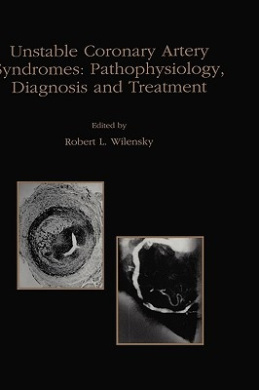 Unstable Coronary Artery
Syndromes: Pathophysiology,
Diagnosis and Treatment
Edited by
Robert L. Wilensky